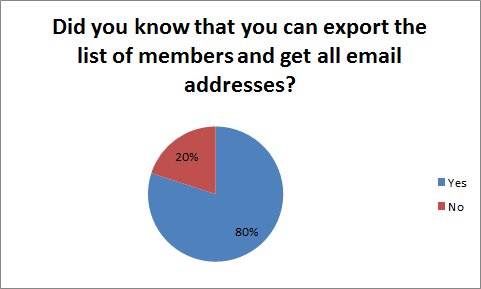 Did you know that you can export the
list of members and get all email
addresses?
20%
80%
Yes
No